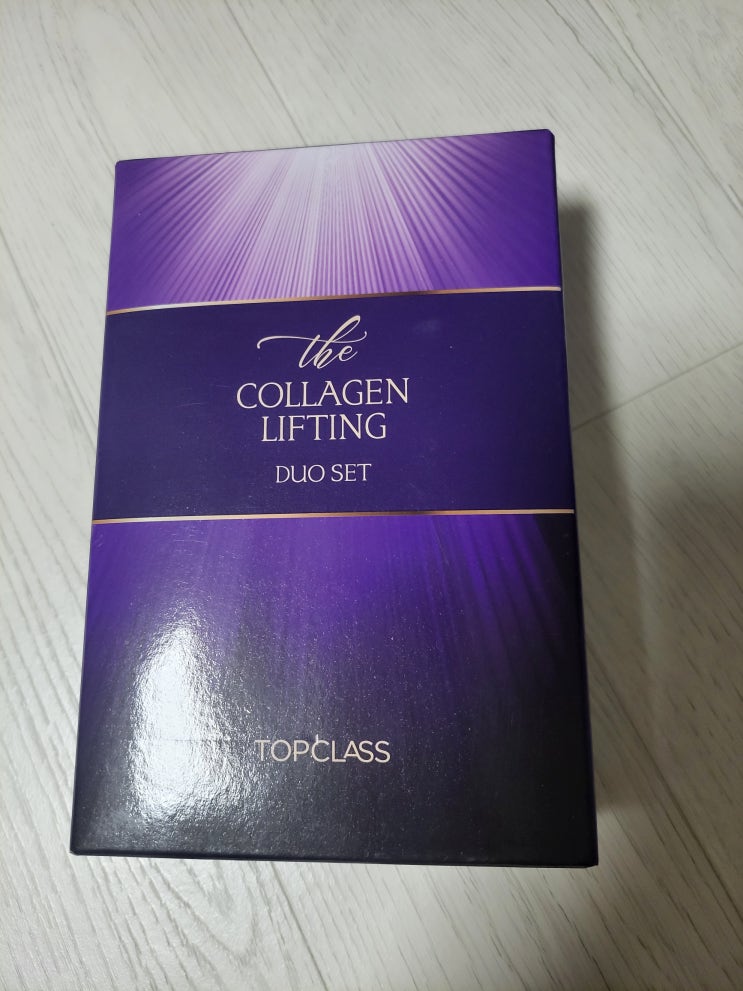 the
COLLAGEN
LIFTING
DUO SET
TOPCLASS